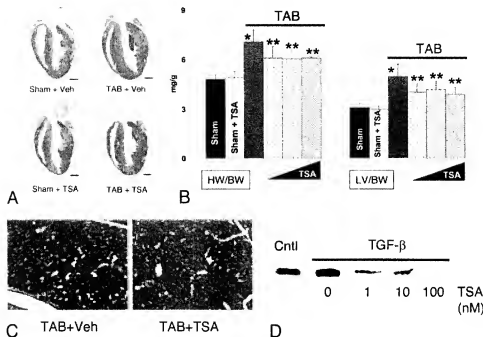 Sham + Veh
TAB + Veh
Sham + TSA
TAB + TSA
A
mg/g
9
6
3
0
TAB
*
**
**
**
Sham
Sham + TSA
HW/BW
TSA
TAB
*
**
**
**
Sham
Sham + TSA
LV/BW
TSA
B
TAB+Veh
TAB+TSA
C
Cntl
TGF-β
0
1
10
100
TSA
(nM)
D